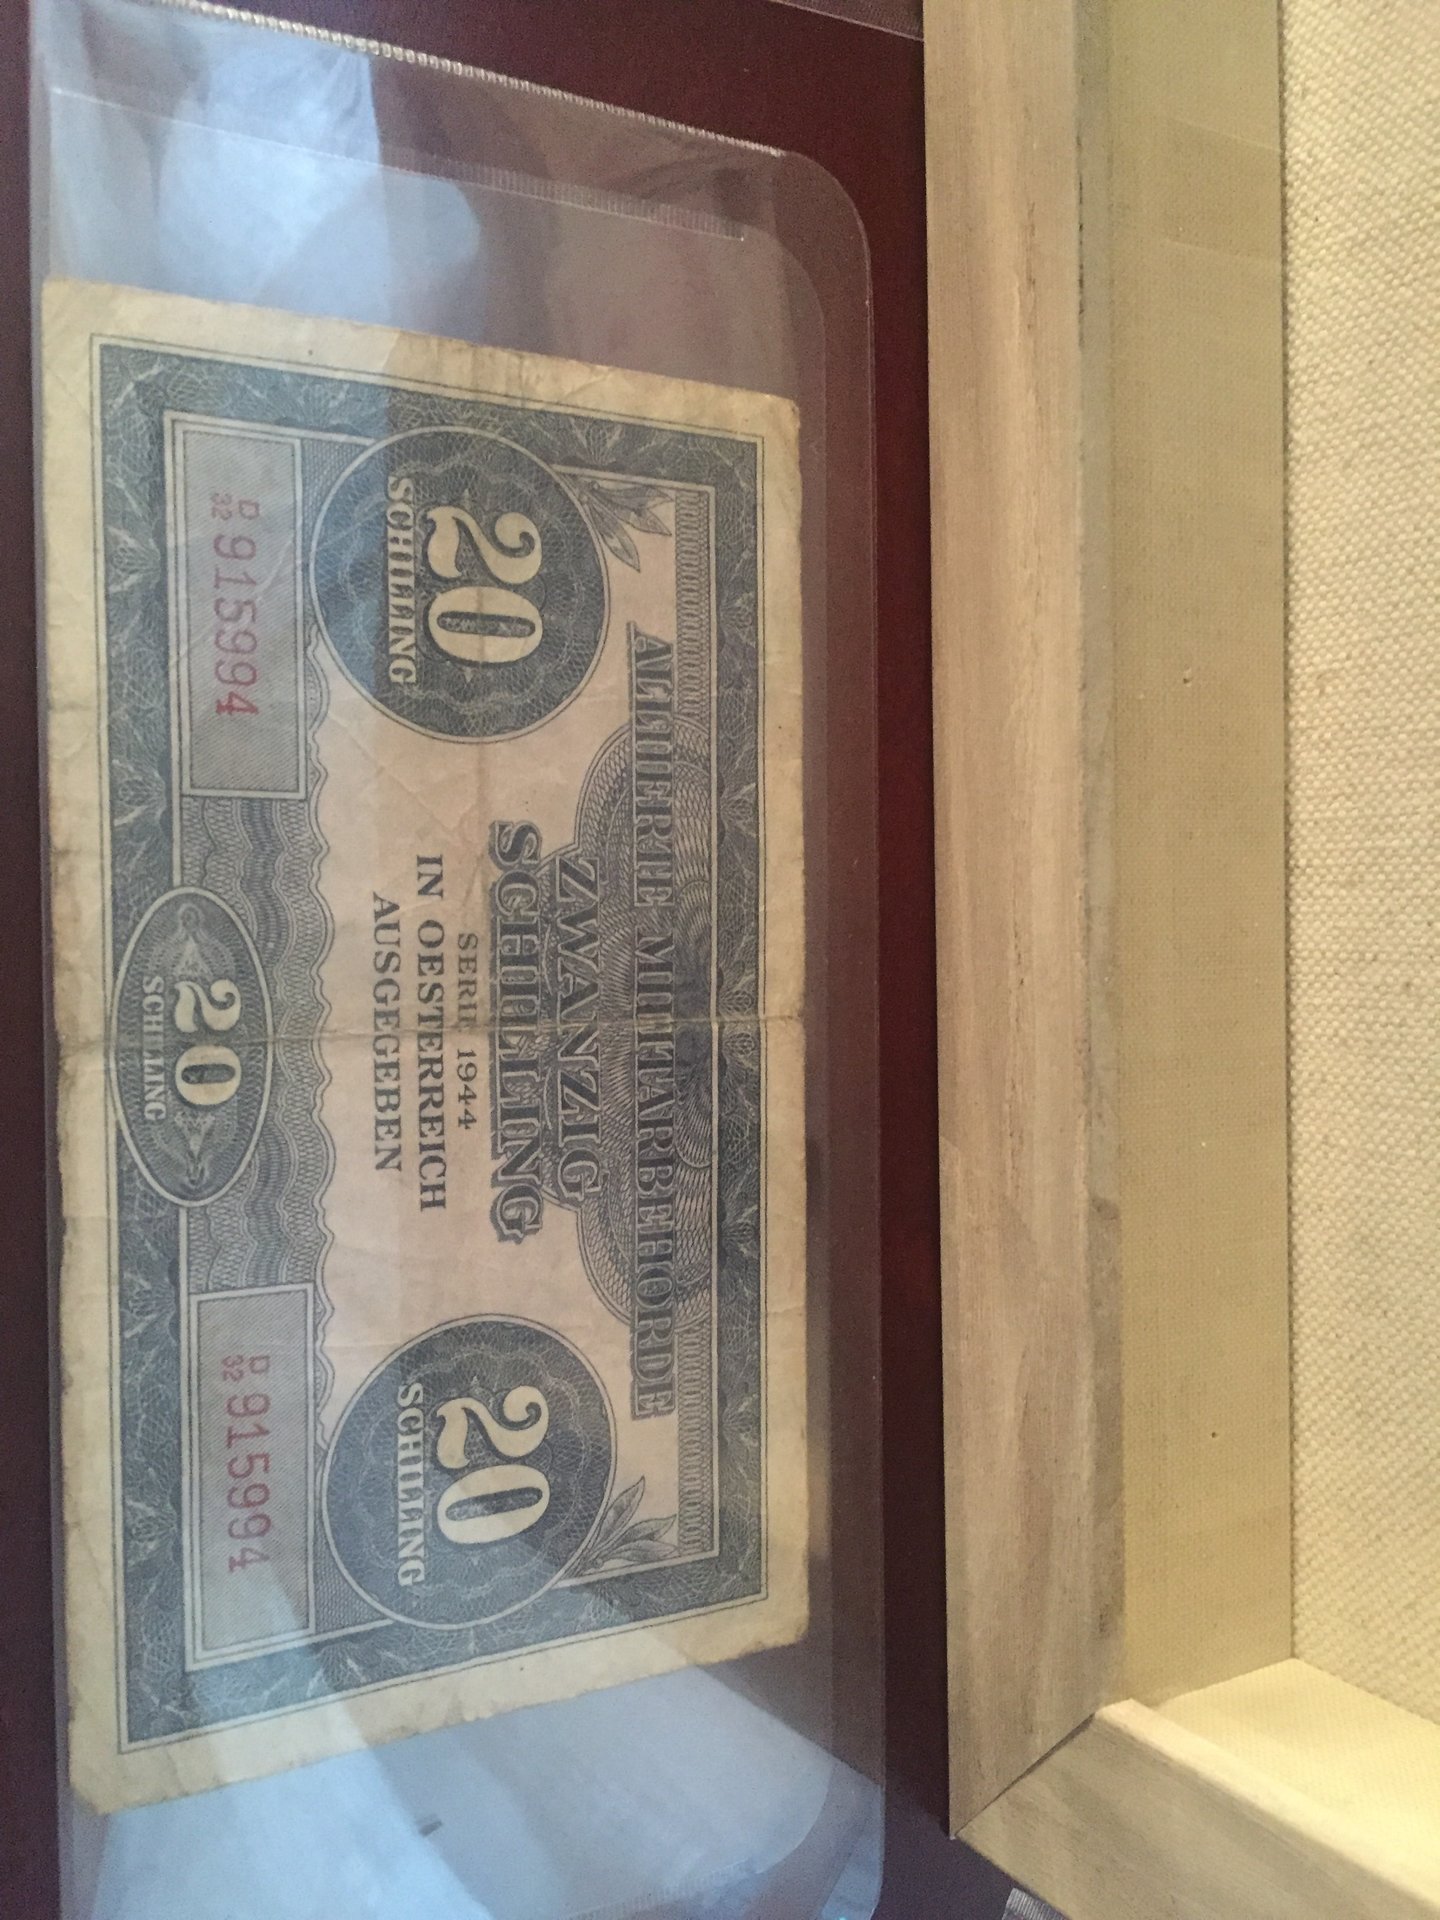 ALLIIERTE MILITÄRBEHÖRDE
ZWANZIG
SCHILLING
SERIE 1944
IN OESTERREICH
AUSGEGEBEN
20
SCHILLING
20
SCHILLING
32 915994
32 915994
20
SCHILLING